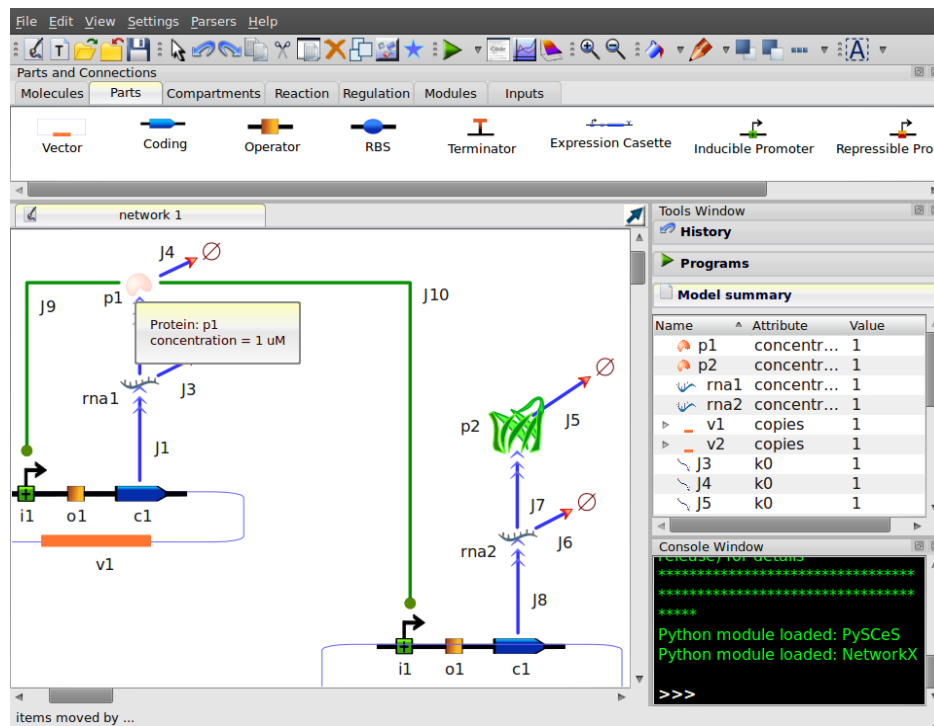 File Edit View Settings Parsers Help
Parts and Connections
Molecules Parts Compartments Reaction Regulation Modules Inputs
Vector Coding Operator RBS Terminator Expression Casette Inducible Promoter Repressible Pro
network 1
J4
p1
J9
J10
Protein: p1
concentration = 1 uM
rna1
J3
J1
i1 o1 c1
v1
p2
J5
J7
rna2
J6
J8
i1 o1 c1
Tools Window
History
Programs
Model summary
Name Attribute Value
p1 concentr... 1
p2 concentr... 1
rna1 concentr... 1
rna2 concentr... 1
v1 copies 1
v2 copies 1
J3 k0 1
J4 k0 1
J5 k0 1
Console Window
release) for details
*********************************
*********************************
*****
Python module loaded: PySCeS
Python module loaded: NetworkX
>>>
items moved by ...